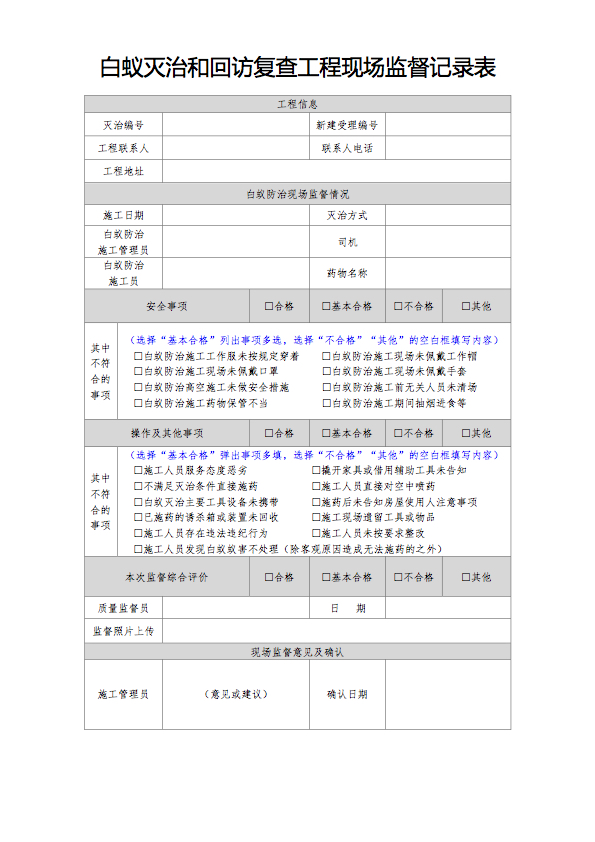 白蚁灭治和回访复查工程现场监督记录表
工程信息
灭治编号 新建受理编号
工程联系人 联系人电话
工程地址
白蚁防治现场监督情况
施工日期 灭治方式
白蚁防治
施工管理员 司机
白蚁防治
施工员 药物名称
安全事项 □合格 □基本合格 □不合格 □其他
其中
不符
合的
事项
（选择“基本合格”列出事项多选，选择“不合格”“其他”的空白框填写内容）
□白蚁防治施工工作服未按规定穿着 □白蚁防治施工现场未佩戴工作帽
□白蚁防治施工现场未佩戴口罩 □白蚁防治施工现场未佩戴手套
□白蚁防治高空施工未做安全措施 □白蚁防治施工前无关人员未清场
□白蚁防治施工药物保管不当 □白蚁防治施工期间抽烟进食等
操作及其他事项 □合格 □基本合格 □不合格 □其他
其中
不符
合的
事项
（选择“基本合格”弹出事项多填，选择“不合格”“其他”的空白框填写内容）
□施工人员服务态度恶劣 □撬开家具或借用辅助工具未告知
□不满足灭治条件直接施药 □施工人员直接对空中喷药
□白蚁灭治主要工具设备未携带 □施药后未告知房屋使用人注意事项
□已施药的诱杀箱或装置未回收 □施工现场遗留工具或物品
□施工人员存在违法违纪行为 □施工人员未按要求整改
□施工人员发现白蚁蚁害不处理（除客观原因造成无法施药的之外）
本次监督综合评价 □合格 □基本合格 □不合格 □其他
质量监督员 日 期
监督照片上传
现场监督意见及确认
施工管理员 （意见或建议） 确认日期